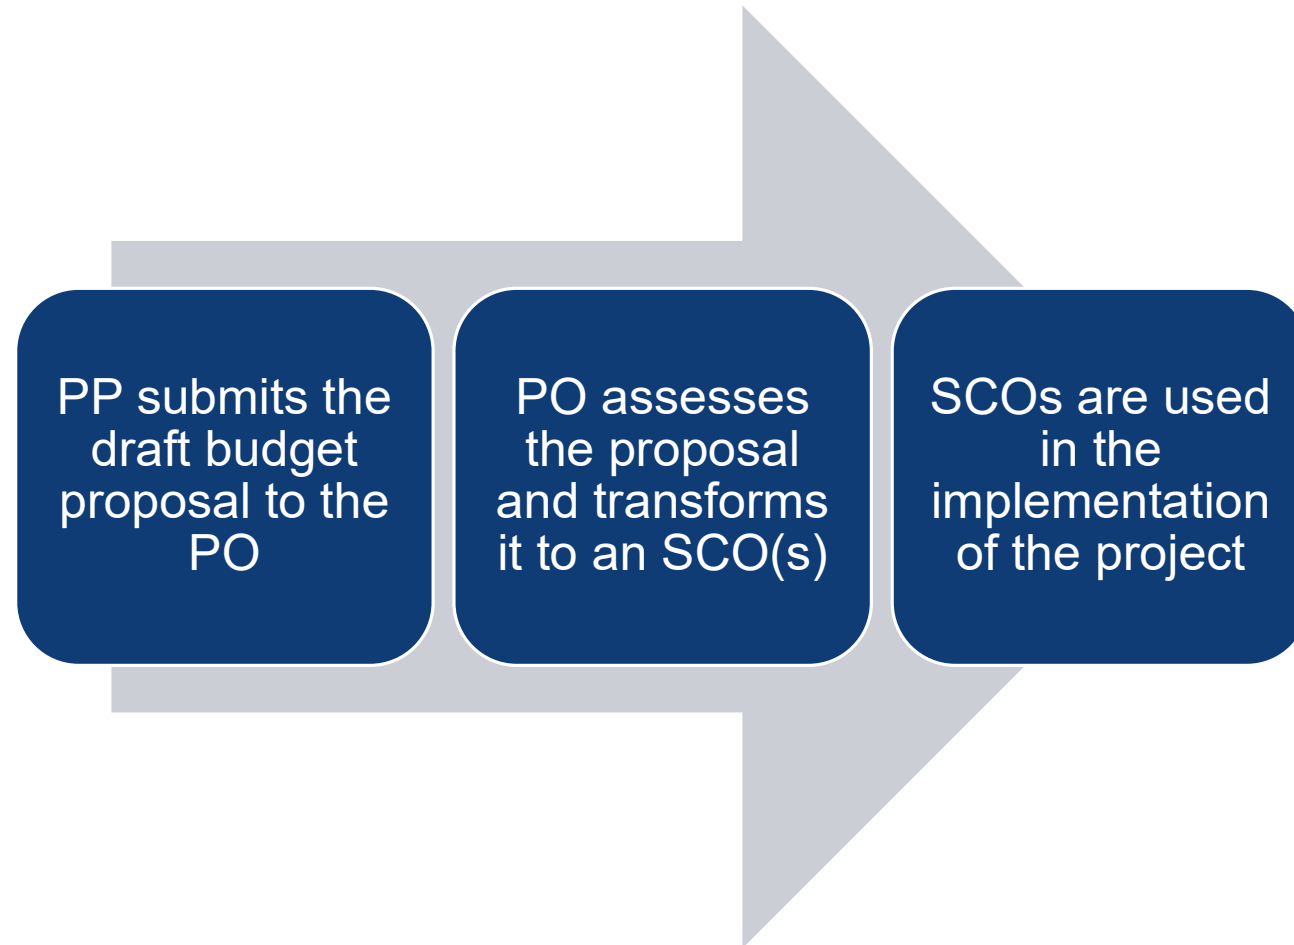 PP submits the
draft budget
proposal to the
PO
PO assesses
the proposal
and transforms
it to an SCO(s)
SCOs are used
in the
implementation
of the project